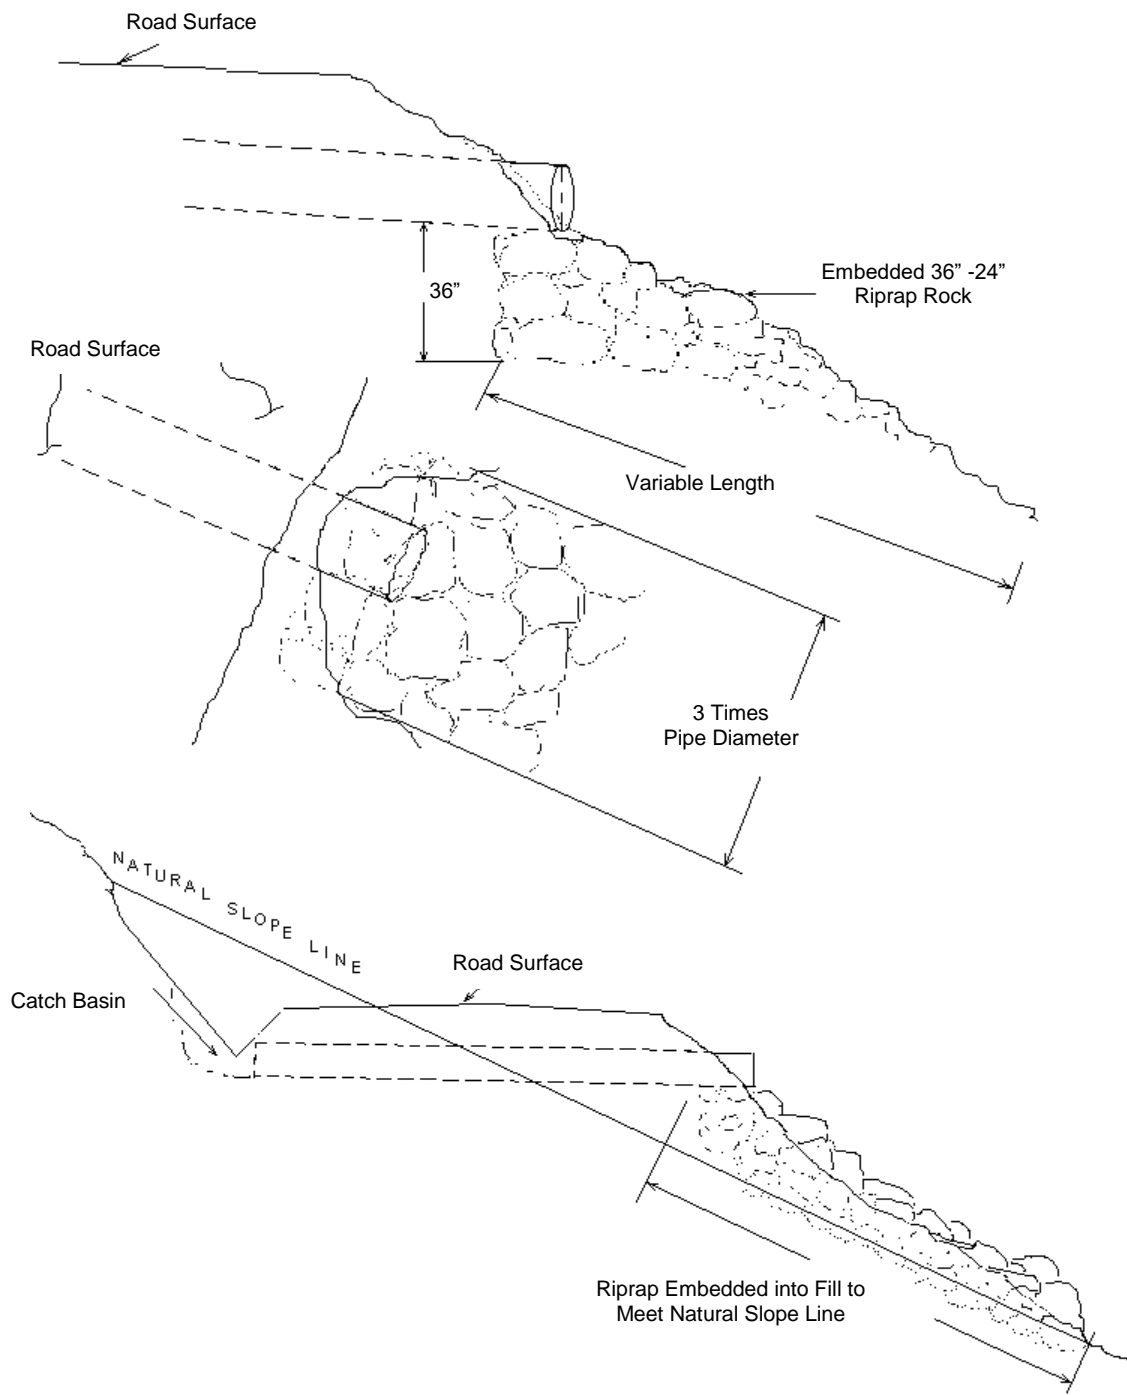 Road Surface
36”
Embedded 36” -24”
Riprap Rock
Road Surface
Variable Length
3 Times
Pipe Diameter
NATURAL SLOPE LINE
Road Surface
Catch Basin
Riprap Embedded into Fill to
Meet Natural Slope Line